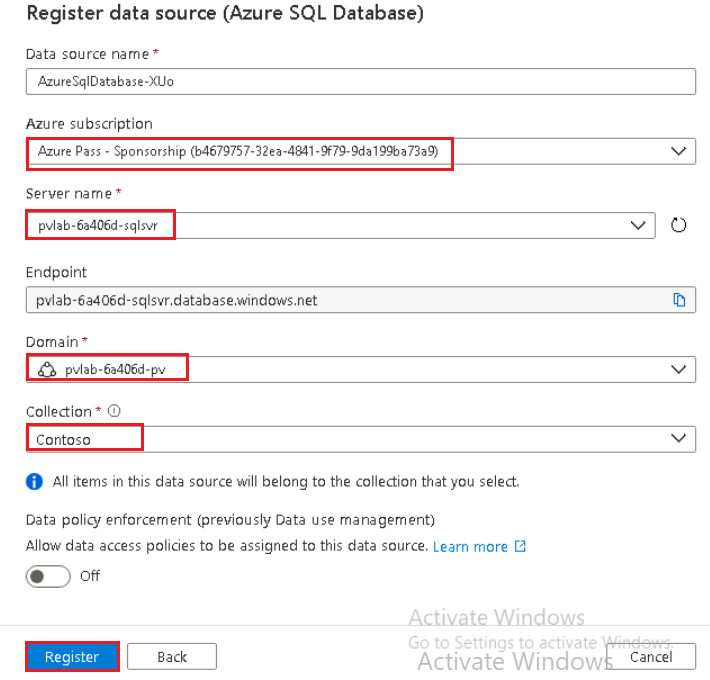 Register data source (Azure SQL Database)
Data source name *
AzureSqlDatabase-XUo
Azure subscription
Azure Pass - Sponsorship (b4679757-32ea-4841-9f79-9da199ba73a9)
Server name *
pvlab-6a406d-sqlsvr
Endpoint
pvlab-6a406d-sqlsvr.database.windows.net
Domain *
pvlab-6a406d-pv
Collection *
Contoso
All items in this data source will belong to the collection that you select.
Data policy enforcement (previously Data use management)
Allow data access policies to be assigned to this data source. Learn more
Off
Activate Windows
Go to Settings to activate Windows.
Activate Windows
Register Back Cancel